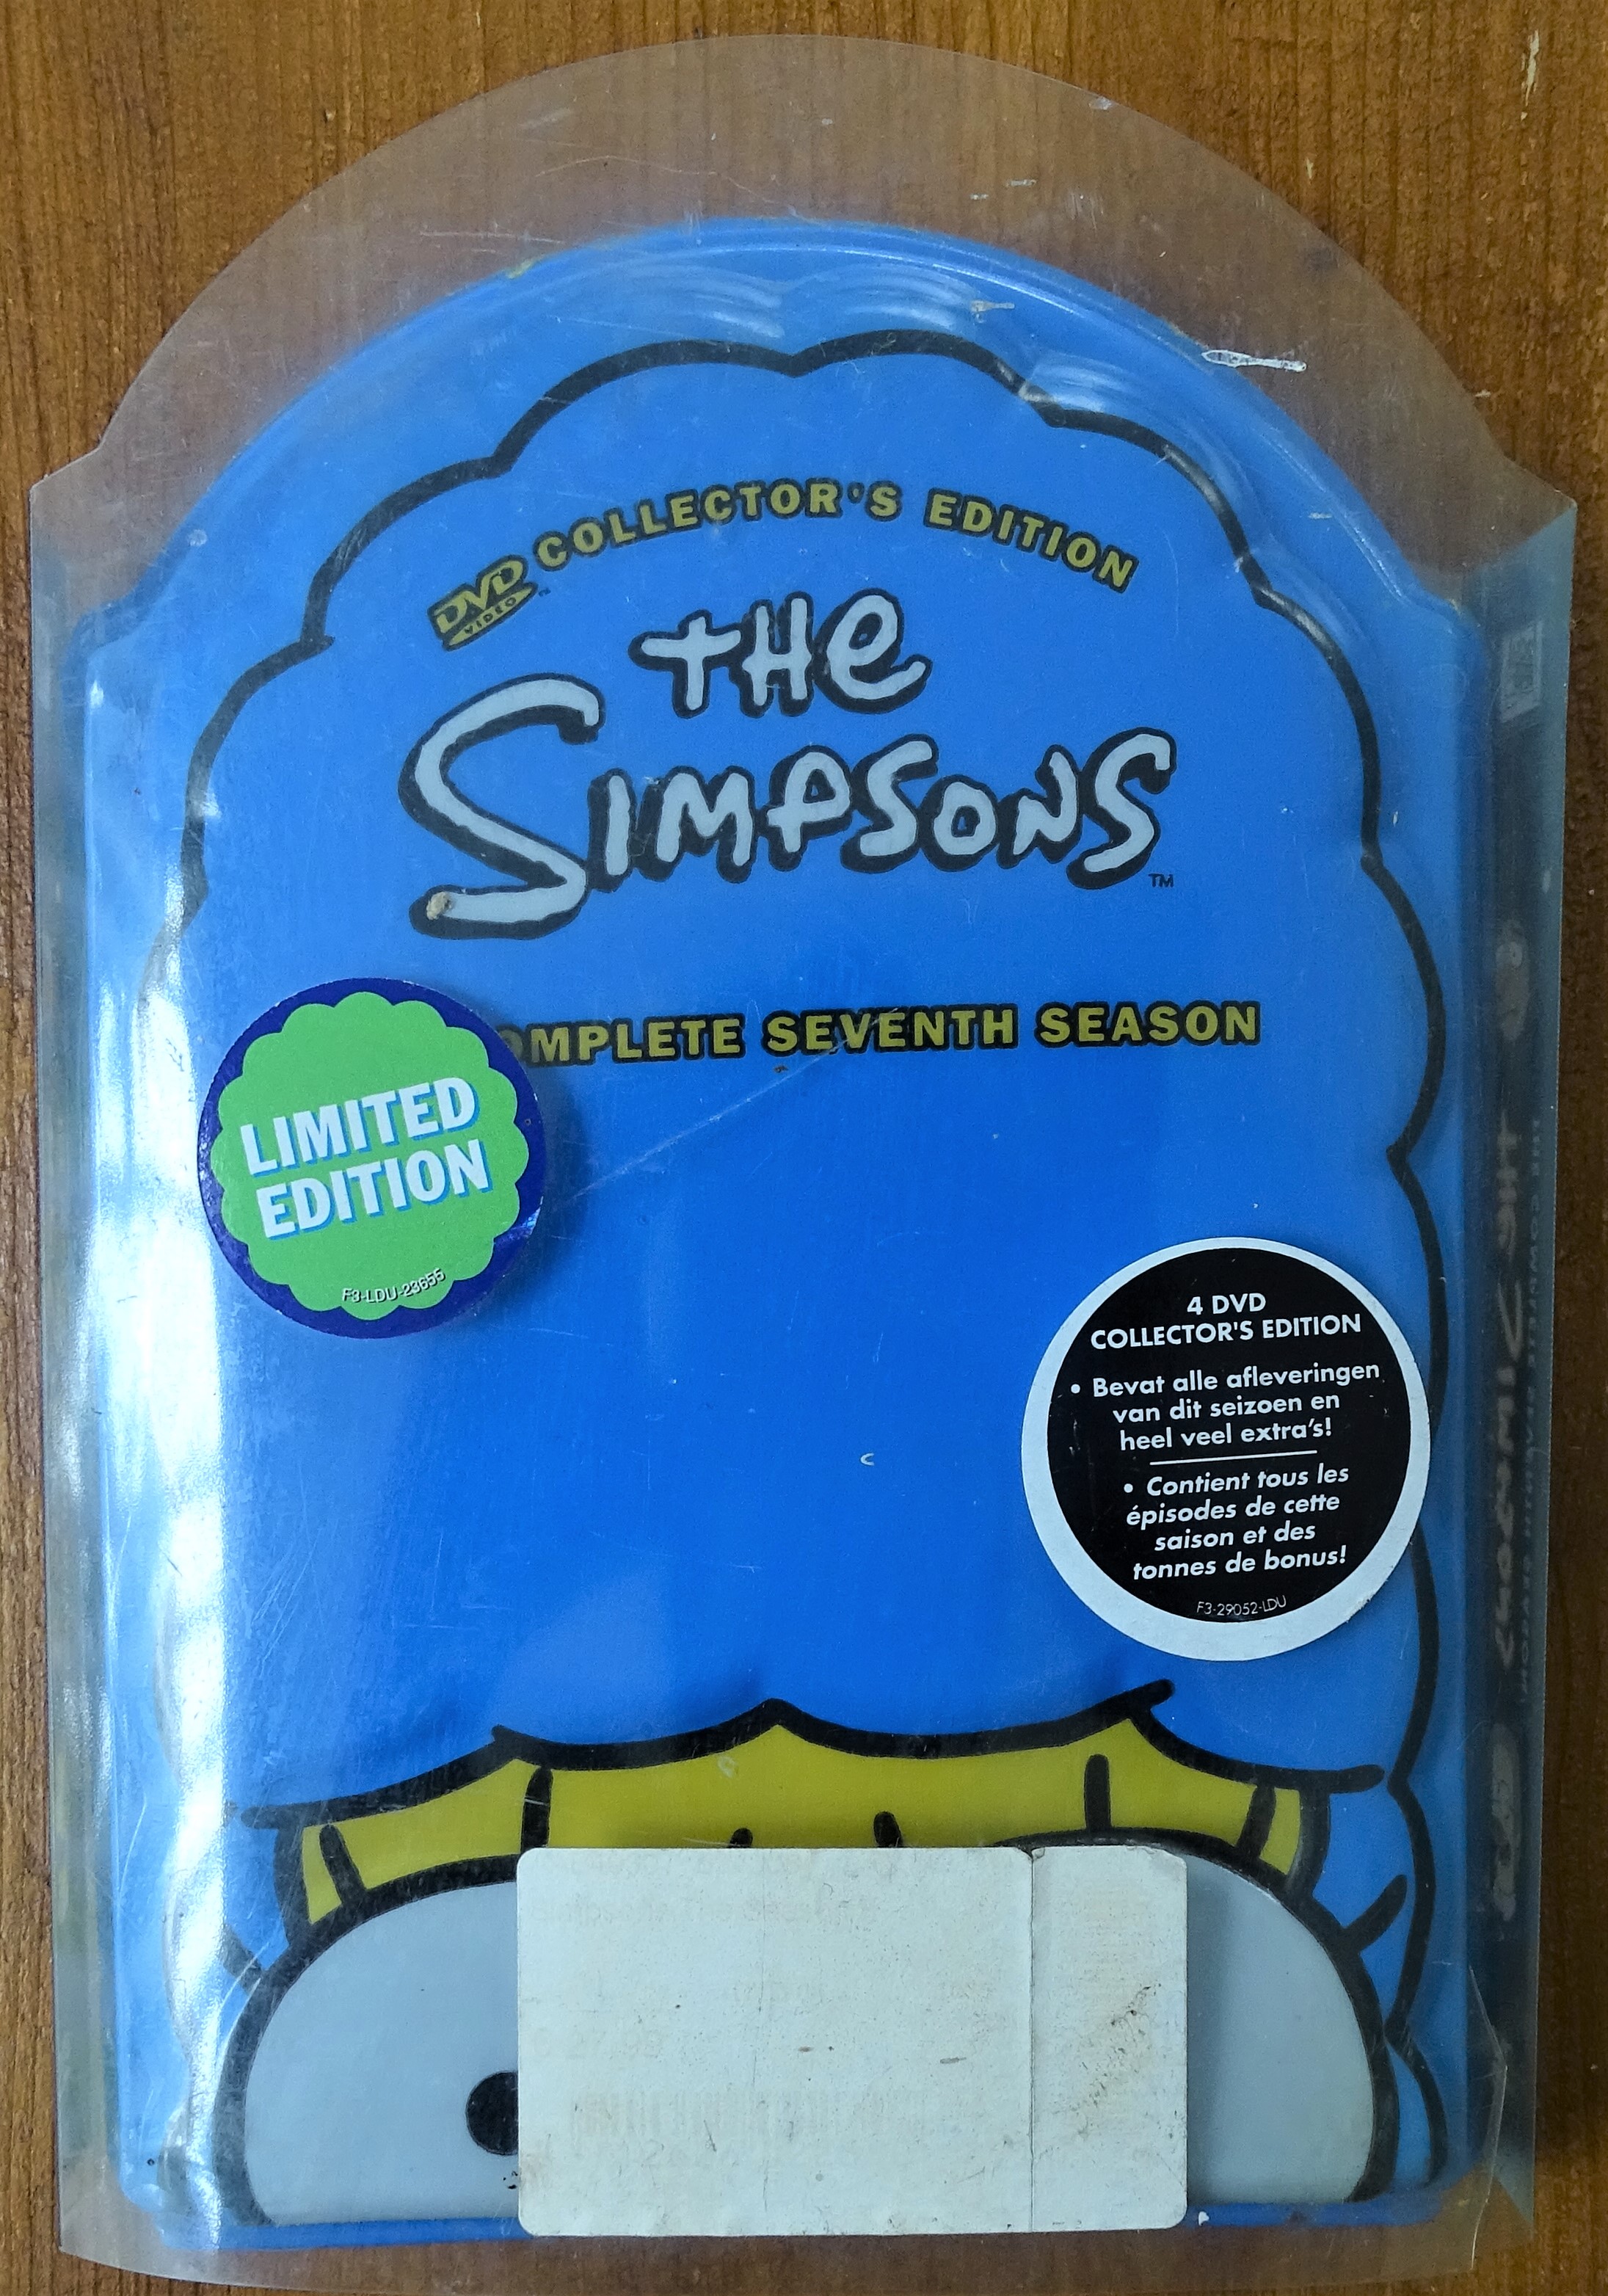 DVD
VIDEO
COLLECTOR'S EDITION
THE
SIMPSONS
TM
COMPLETE SEVENTH SEASON
LIMITED
EDITION
F3-LDU-23655
4 DVD
COLLECTOR'S EDITION
• Bevat alle afleveringen
van dit seizoen en
heel veel extra's!
• Contient tous les
épisodes de cette
saison et des
tonnes de bonus!
F3-29052-LDU